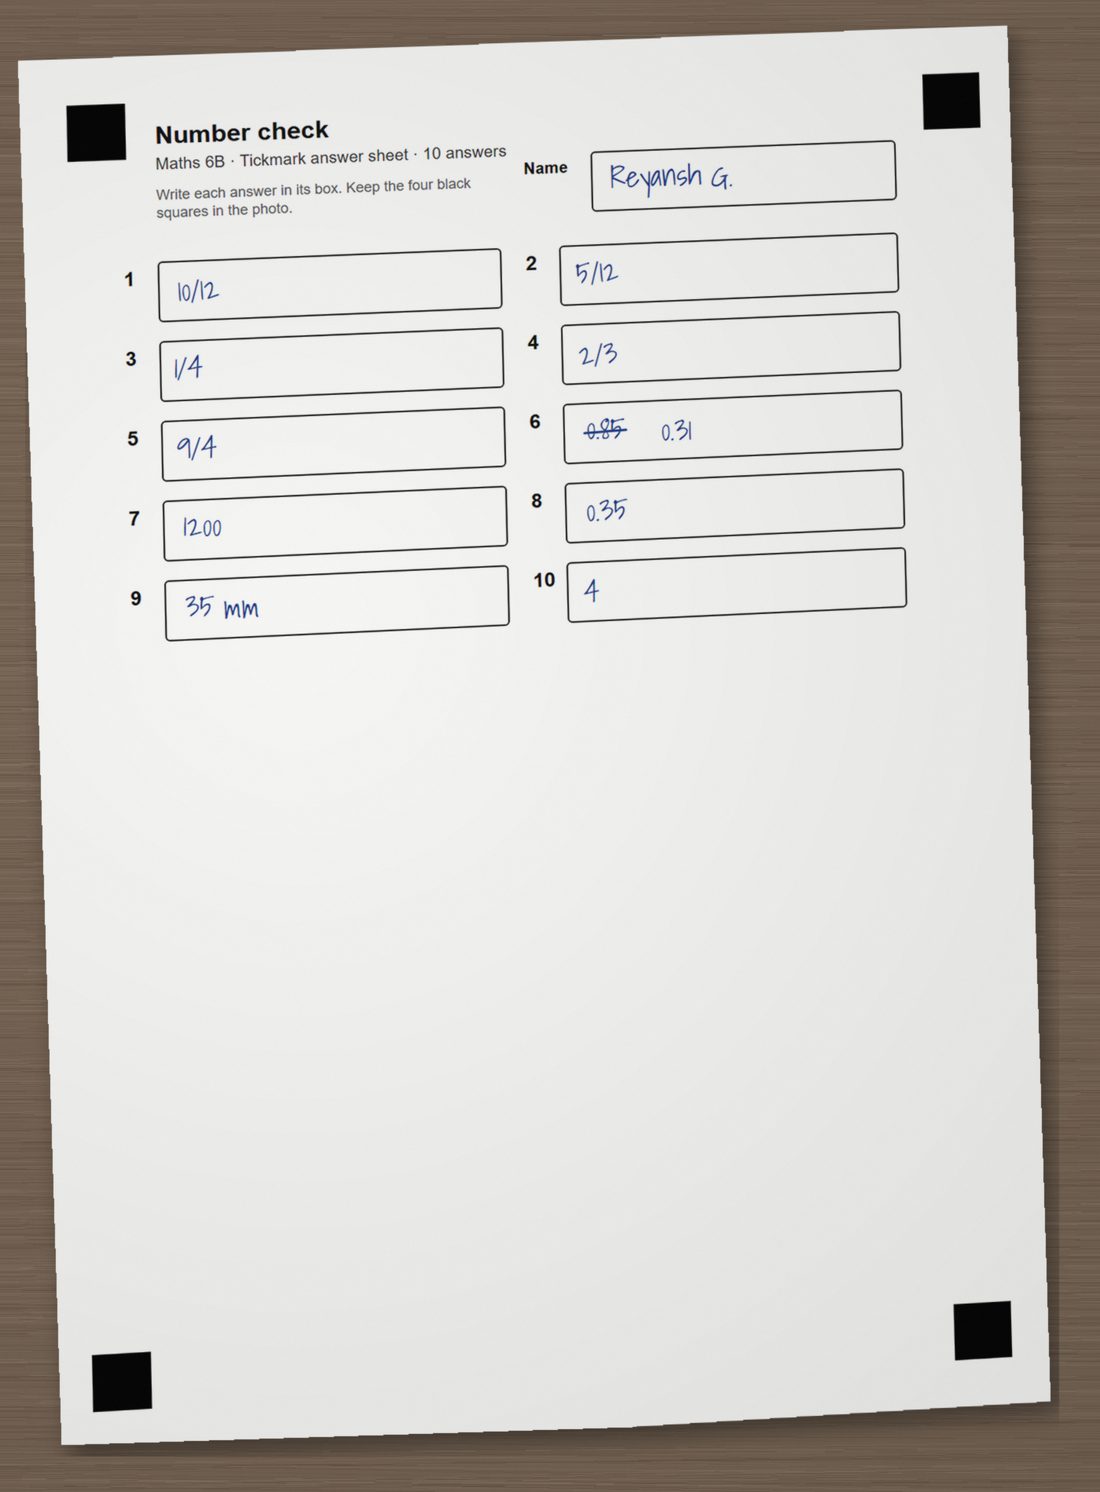 Number check
Maths 6B · Tickmark answer sheet · 10 answers
Write each answer in its box. Keep the four black
squares in the photo.
Name Reyansh G.
1 10/12
2 5/12
3 1/4
4 2/3
5 9/4
6 0.85 0.31
7 1200
8 0.35
9 35 mm
10 4